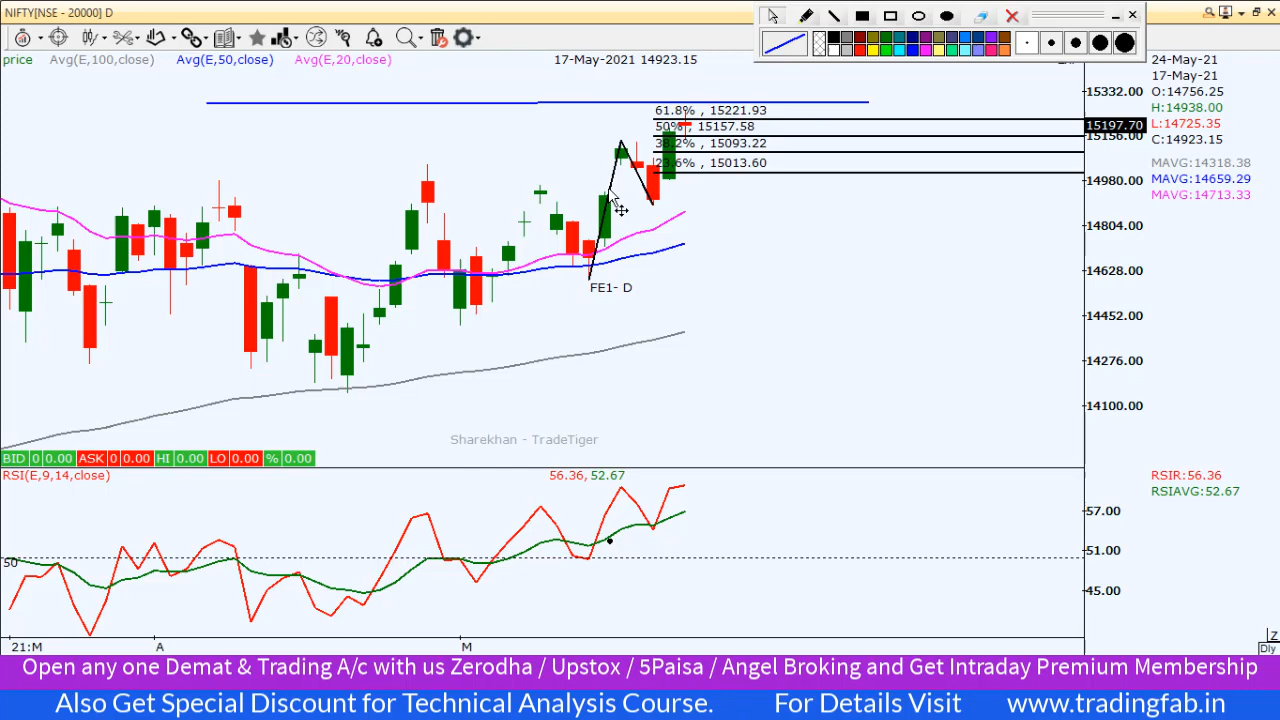 NIFTY[NSE - 20000] D
price Avg(E,100,close) Avg(E,50,close) Avg(E,20,close) 17-May-2021 14923.15
24-May-21
17-May-21
O:14756.25
H:14938.00
L:14725.35
C:14923.15
MAVG:14318.38
MAVG:14659.29
MAVG:14713.33
15332.00
15197.70
15156.00
14980.00
14804.00
14628.00
14452.00
14276.00
14100.00
61.8% , 15221.93
50% , 15157.58
38.2% , 15093.22
23.6% , 15013.60
FE1- D
Sharekhan - TradeTiger
BID 0 0.00 ASK 0 0.00 HI 0.00 LO 0.00 % 0.00
RSI(E,9,14,close) 56.36, 52.67
RSIR:56.36
RSIAVG:52.67
57.00
51.00
45.00
50
21:M A M
Z
Dly
Open any one Demat & Trading A/c with us Zerodha / Upstox / 5Paisa / Angel Broking and Get Intraday Premium Membership
Also Get Special Discount for Technical Analysis Course. For Details Visit www.tradingfab.in